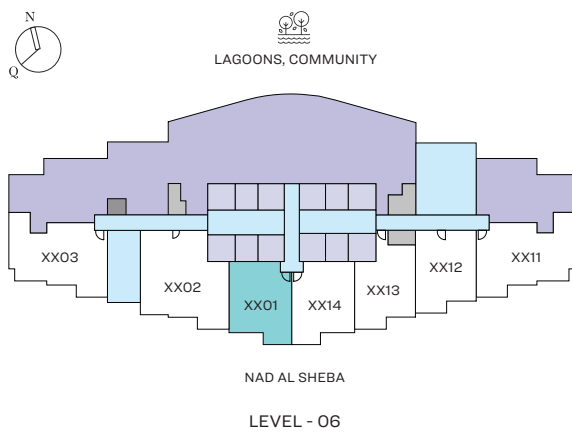 N
Q
LAGOONS, COMMUNITY
XX03
XX02
XX01
XX14
XX13
XX12
XX11
NAD AL SHEBA
LEVEL - 06